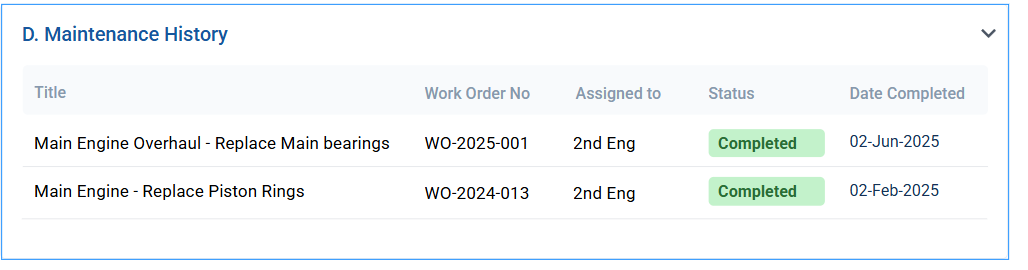 D. Maintenance History
Title Work Order No Assigned to Status Date Completed
Main Engine Overhaul - Replace Main bearings WO-2025-001 2nd Eng Completed 02-Jun-2025
Main Engine - Replace Piston Rings WO-2024-013 2nd Eng Completed 02-Feb-2025